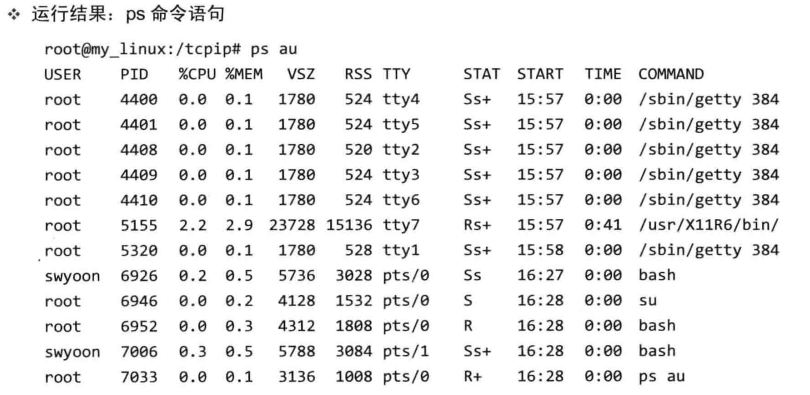 ❖ 运行结果：ps 命令语句
root@my_linux:/tcpip# ps au
USER PID %CPU %MEM VSZ RSS TTY STAT START TIME COMMAND
root 4400 0.0 0.1 1780 524 tty4 Ss+ 15:57 0:00 /sbin/getty 384
root 4401 0.0 0.1 1780 524 tty5 Ss+ 15:57 0:00 /sbin/getty 384
root 4408 0.0 0.1 1780 520 tty2 Ss+ 15:57 0:00 /sbin/getty 384
root 4409 0.0 0.1 1780 524 tty3 Ss+ 15:57 0:00 /sbin/getty 384
root 4410 0.0 0.1 1780 524 tty6 Ss+ 15:57 0:00 /sbin/getty 384
root 5155 2.2 2.9 23728 15136 tty7 Rs+ 15:57 0:41 /usr/X11R6/bin/
root 5320 0.0 0.1 1780 528 tty1 Ss+ 15:58 0:00 /sbin/getty 384
swyoon 6926 0.2 0.5 5736 3028 pts/0 Ss 16:27 0:00 bash
root 6946 0.0 0.2 4128 1532 pts/0 S 16:28 0:00 su
root 6952 0.0 0.3 4312 1808 pts/0 R 16:28 0:00 bash
swyoon 7006 0.3 0.5 5788 3084 pts/1 Ss+ 16:28 0:00 bash
root 7033 0.0 0.1 3136 1008 pts/0 R+ 16:28 0:00 ps au